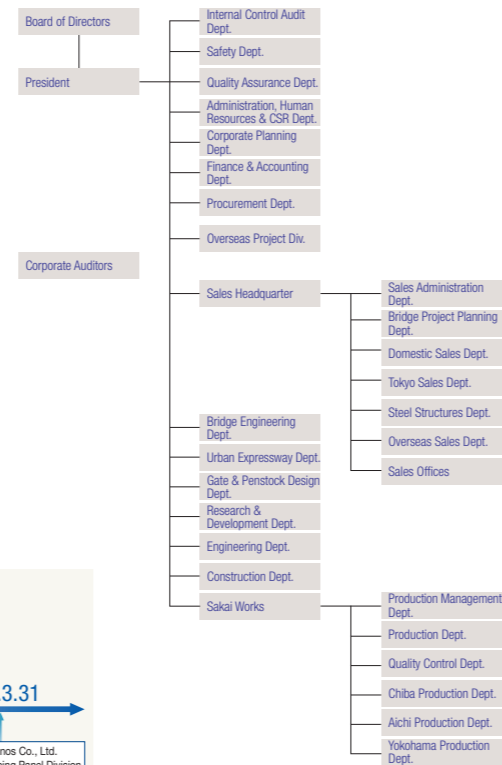 Board of Directors
President
Corporate Auditors
Internal Control Audit
Dept.
Safety Dept.
Quality Assurance Dept.
Administration, Human
Resources & CSR Dept.
Corporate Planning
Dept.
Finance & Accounting
Dept.
Procurement Dept.
Overseas Project Div.
Sales Headquarter
Sales Administration
Dept.
Bridge Project Planning
Dept.
Domestic Sales Dept.
Tokyo Sales Dept.
Steel Structures Dept.
Overseas Sales Dept.
Sales Offices
Bridge Engineering
Dept.
Urban Expressway Dept.
Gate & Penstock Design
Dept.
Research &
Development Dept.
Engineering Dept.
Construction Dept.
Sakai Works
Production Management
Dept.
Production Dept.
Quality Control Dept.
Chiba Production Dept.
Aichi Production Dept.
Yokohama Production
Dept.
.3.31
Co., Ltd.
Panel Division